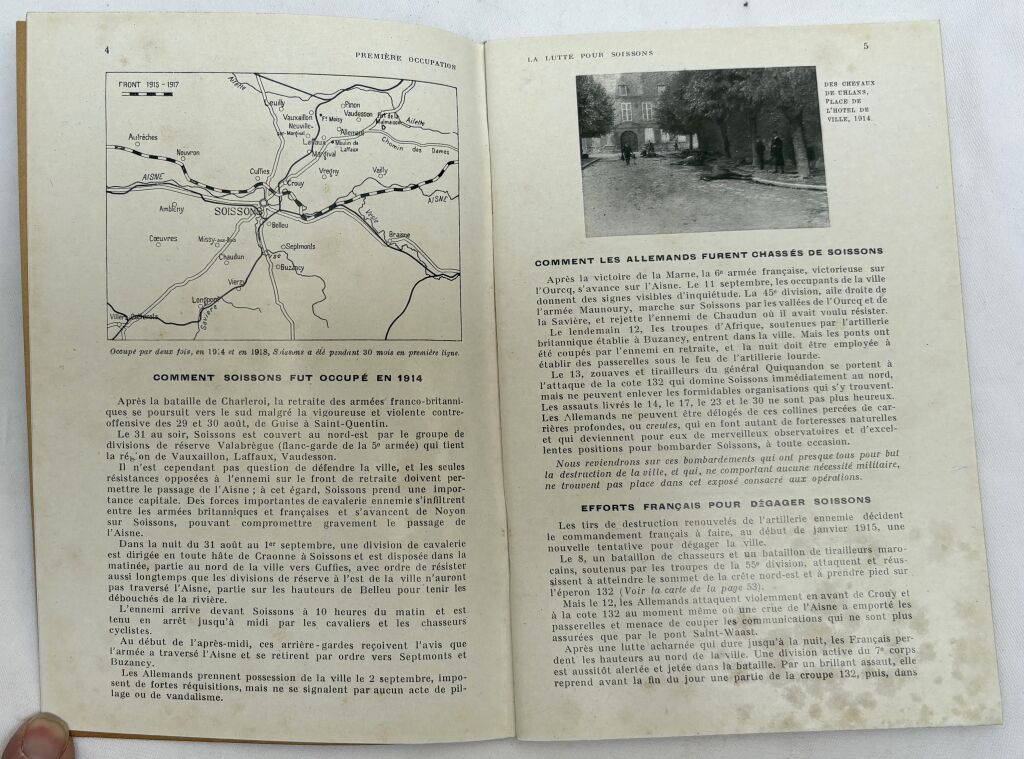 4
PREMIÈRE OCCUPATION
FRONT 1915-1917
Ailette
Leuilly
Pinon
Vauxaillon
Vaudesson
Ft Malmaison
Neuville-
sur-Margival
Allemant
Ailette
Autrêches
Laffaux
Moulin de
Laffaux
Chemin des Dames
Nouvron
Margival
AISNE
Cuffies
Vregny
Vailly
Crouy
AISNE
Ambleny
SOISSONS
Vesle
Belleu
Braisne
Cœuvres
Missy-aux-Bois
Septmonts
Chaudun
Buzancy
Vierzy
Longpont
Savière
Villers-Cotterets
Occupé par deux fois, en 1914 et en 1918, Soissons a été pendant 30 mois en première ligne.
COMMENT SOISSONS FUT OCCUPÉ EN 1914
Après la bataille de Charleroi, la retraite des armées franco-britanni-
ques se poursuit vers le sud malgré la vigoureuse et violente contre-
offensive des 29 et 30 août, de Guise à Saint-Quentin.
Le 31 au soir, Soissons est couvert au nord-est par le groupe de
divisions de réserve Valabrègue (flanc-garde de la 5e armée) qui tient
la région de Vauxaillon, Laffaux, Vaudesson.
Il n'est cependant pas question de défendre la ville, et les seules
résistances opposées à l'ennemi sur le front de retraite doivent per-
mettre le passage de l'Aisne ; à cet égard, Soissons prend une impor-
tance capitale. Des forces importantes de cavalerie ennemie s'infiltrent
entre les armées britanniques et françaises et s'avancent de Noyon
sur Soissons, pouvant compromettre gravement le passage de
l'Aisne.
Dans la nuit du 31 août au 1er septembre, une division de cavalerie
est dirigée en toute hâte de Craonne à Soissons et est disposée dans la
matinée, partie au nord de la ville vers Cuffies, avec ordre de résister
aussi longtemps que les divisions de réserve à l'est de la ville n'auront
pas traversé l'Aisne, partie sur les hauteurs de Belleu pour tenir les
débouchés de la rivière.
L'ennemi arrive devant Soissons à 10 heures du matin et est
tenu en arrêt jusqu'à midi par les cavaliers et les chasseurs
cyclistes.
Au début de l'après-midi, ces arrière-gardes reçoivent l'avis que
l'armée a traversé l'Aisne et se retirent par ordre vers Septmonts et
Buzancy.
Les Allemands prennent possession de la ville le 2 septembre, impo-
sent de fortes réquisitions, mais ne se signalent par aucun acte de pil-
lage ou de vandalisme.
LA LUTTE POUR SOISSONS
5
DES CHEVAUX
DE UHLANS,
PLACE DE
L'HOTEL DE
VILLE, 1914.
COMMENT LES ALLEMANDS FURENT CHASSÉS DE SOISSONS
Après la victoire de la Marne, la 6e armée française, victorieuse sur
l'Ourcq, s'avance sur l'Aisne. Le 11 septembre, les occupants de la ville
donnent des signes visibles d'inquiétude. La 45e division, aile droite de
l'armée Maunoury, marche sur Soissons par les vallées de l'Ourcq et de
la Savière, et rejette l'ennemi de Chaudun où il avait voulu résister.
Le lendemain 12, les troupes d'Afrique, soutenues par l'artillerie
britannique établie à Buzancy, entrent dans la ville. Mais les ponts ont
été coupés par l'ennemi en retraite, et la nuit doit être employée à
établir des passerelles sous le feu de l'artillerie lourde.
Le 13, zouaves et tirailleurs du général Quiquandon se portent à
l'attaque de la cote 132 qui domine Soissons immédiatement au nord,
mais ne peuvent enlever les formidables organisations qui s'y trouvent.
Les assauts livrés le 14, le 17, le 23 et le 30 ne sont pas plus heureux.
Les Allemands ne peuvent être délogés de ces collines percées de car-
rières profondes, ou creutes, qui en font autant de forteresses naturelles
et qui deviennent pour eux de merveilleux observatoires et d'excel-
lentes positions pour bombarder Soissons, à toute occasion.
Nous reviendrons sur ces bombardements qui ont presque tous pour but
la destruction de la ville, et qui, ne comportant aucune nécessité militaire,
ne trouvent pas place dans cet exposé consacré aux opérations.
EFFORTS FRANÇAIS POUR DÉGAGER SOISSONS
Les tirs de destruction renouvelés de l'artillerie ennemie décident
le commandement français à faire, au début de janvier 1915, une
nouvelle tentative pour dégager la ville.
Le 8, un bataillon de chasseurs et un bataillon de tirailleurs maro-
cains, soutenus par les troupes de la 55e division, attaquent et réus-
sissent à atteindre le sommet de la crête nord-est et à prendre pied sur
l'éperon 132 (Voir la carte de la page 53).
Mais le 12, les Allemands attaquent violemment en avant de Crouy et
à la cote 132 au moment même où une crue de l'Aisne a emporté les
passerelles et menace de couper les communications qui ne sont plus
assurées que par le pont Saint-Waast.
Après une lutte acharnée qui dure jusqu'à la nuit, les Français per-
dent les hauteurs au nord de la ville. Une division active du 7e corps
est aussitôt alertée et jetée dans la bataille. Par un brillant assaut, elle
reprend avant la fin du jour une partie de la croupe 132, puis, dans